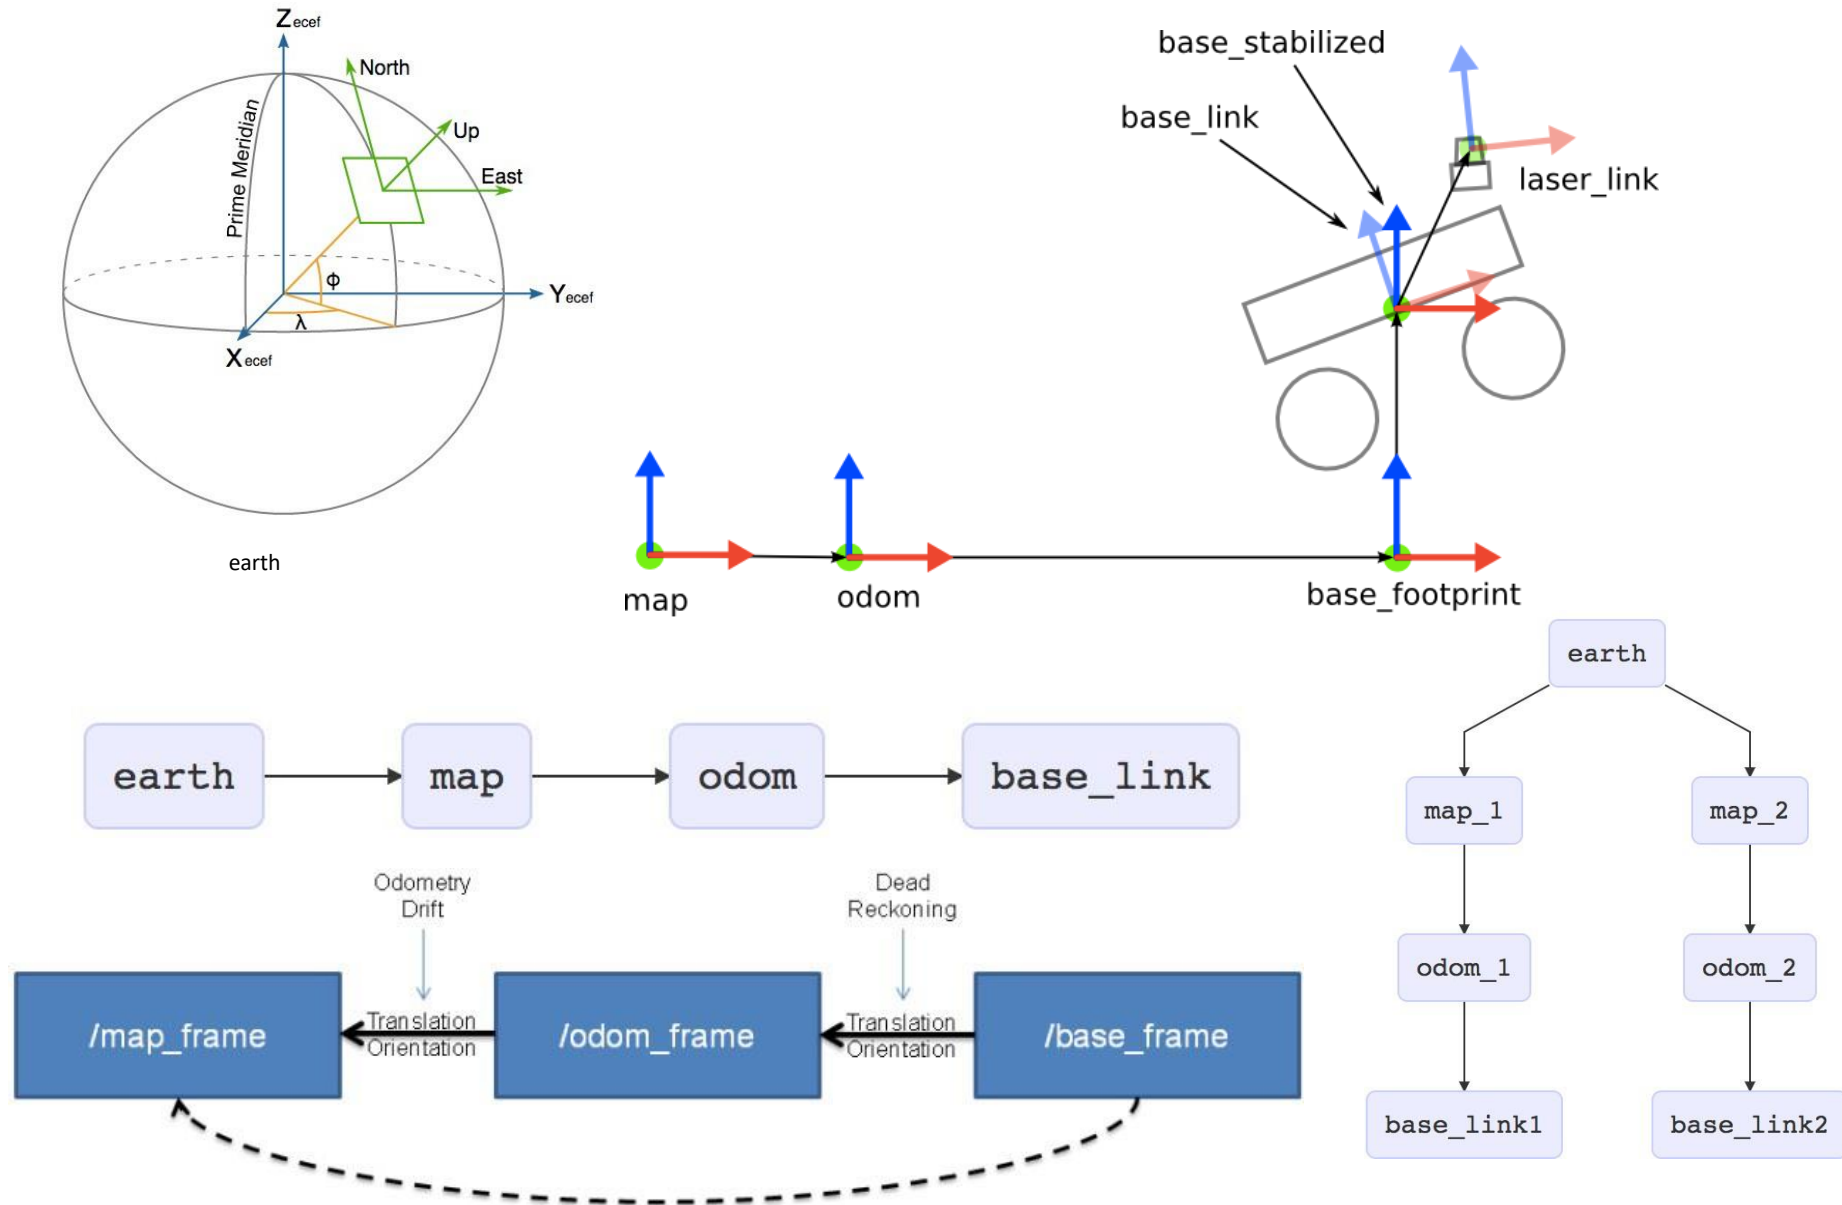 Zecef
North
Up
East
Prime Meridian
ϕ
λ
Yecef
Xecef
earth
base_stabilized
base_link
laser_link
map
odom
base_footprint
earth
map
odom
base_link
Odometry
Drift
Dead
Reckoning
/map_frame
Translation
Orientation
/odom_frame
Translation
Orientation
/base_frame
earth
map_1
map_2
odom_1
odom_2
base_link1
base_link2